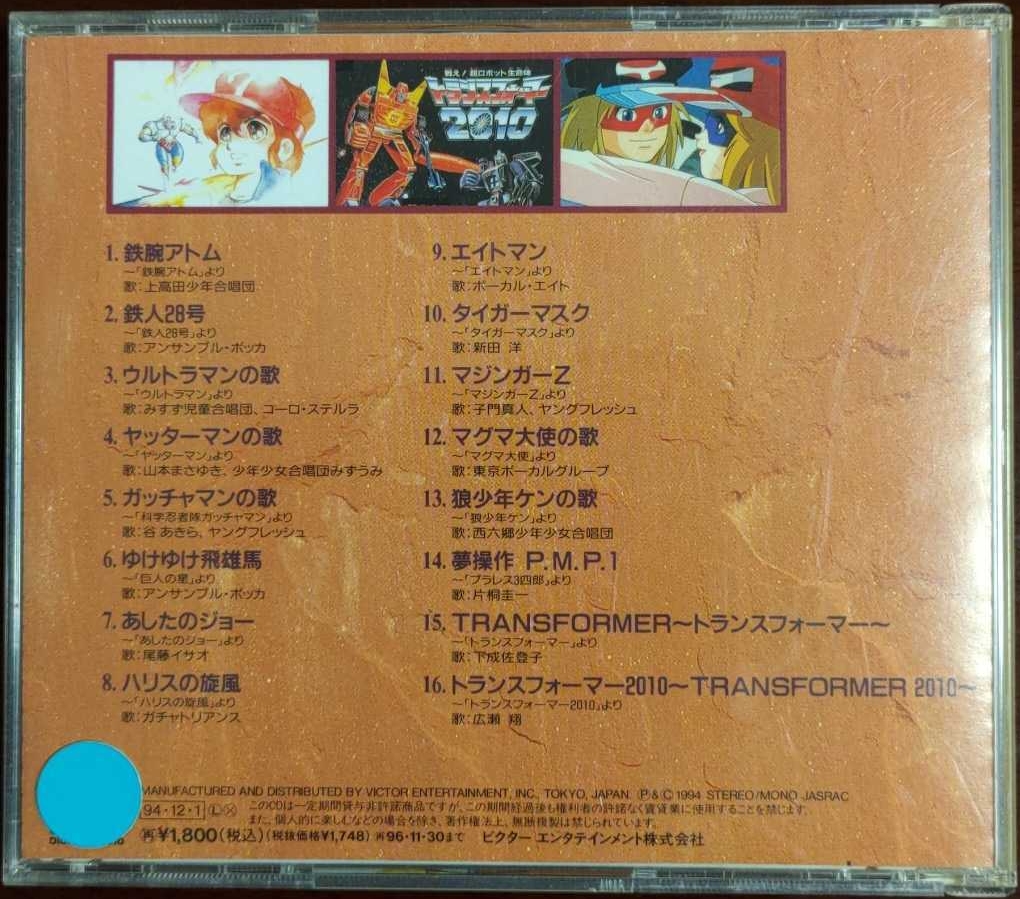 戦え!超ロボット生命体
トランスフォーマー
2010
1. 鉄腕アトム
〜「鉄腕アトム」より
歌:上高田少年合唱団
2. 鉄人28号
〜「鉄人28号」より
歌:アンサンブル・ボッカ
3. ウルトラマンの歌
〜「ウルトラマン」より
歌:みすず児童合唱団、コーロ・ステルラ
4. ヤッターマンの歌
〜「ヤッターマン」より
歌:山本まさゆき、少年少女合唱団みずうみ
5. ガッチャマンの歌
〜「科学忍者隊ガッチャマン」より
歌:谷 あきら、ヤングフレッシュ
6. ゆけゆけ飛雄馬
〜「巨人の星」より
歌:アンサンブル・ボッカ
7. あしたのジョー
〜「あしたのジョー」より
歌:尾藤イサオ
8. ハリスの旋風
〜「ハリスの旋風」より
歌:ガチャトリアンス
9. エイトマン
〜「エイトマン」より
歌:ボーカル・エイト
10. タイガーマスク
〜「タイガーマスク」より
歌:新田 洋
11. マジンガーZ
〜「マジンガーZ」より
歌:子門真人、ヤングフレッシュ
12. マグマ大使の歌
〜「マグマ大使」より
歌:東京ボーカルグループ
13. 狼少年ケンの歌
〜「狼少年ケン」より
歌:西六郷少年少女合唱団
14. 夢操作 P.M.P.1
〜「プラレス3四郎」より
歌:片桐圭一
15. TRANSFORMER〜トランスフォーマー〜
〜「トランスフォーマー」より
歌:下成佐登子
16. トランスフォーマー2010〜TRANSFORMER 2010〜
〜「トランスフォーマー2010」より
歌:広瀬 翔
MANUFACTURED AND DISTRIBUTED BY VICTOR ENTERTAINMENT, INC., TOKYO, JAPAN. Ⓟ&© 1994 STEREO/MONO JASRAC
94・12・1 Ⓛ Ⓧ このCDは一定期間貸与非許諾商品ですが、この期間経過後も権利者の許諾なく賃貸業に使用することを禁じます。
また、個人的に楽しむなどの場合を除き、著作権法上、無断複製は禁じられています。
再¥1,800(税込)(税抜価格¥1,748) 再96・11・30まで ビクター エンタテインメント株式会社